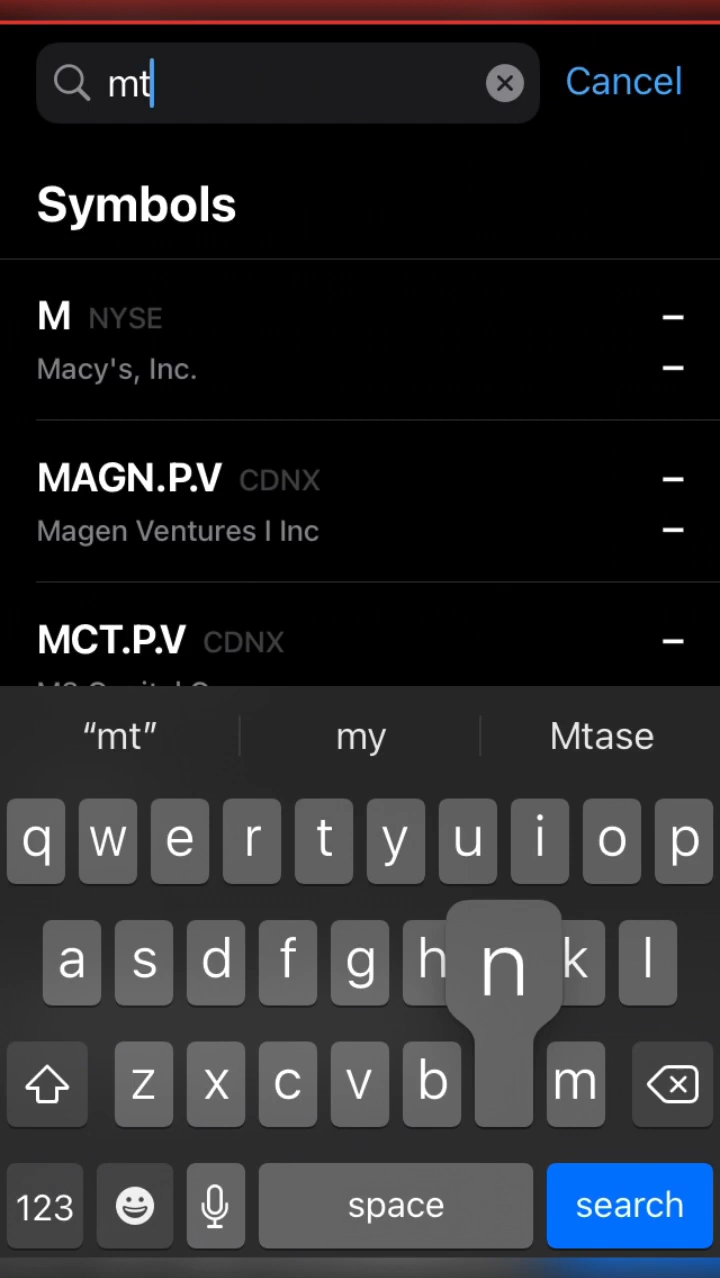 mt
Cancel
Symbols
M NYSE
Macy's, Inc.
MAGN.P.V CDNX
Magen Ventures I Inc
MCT.P.V CDNX
“mt” my Mtase
q w e r t y u i o p
a s d f g h n k l
z x c v b m
123 space search